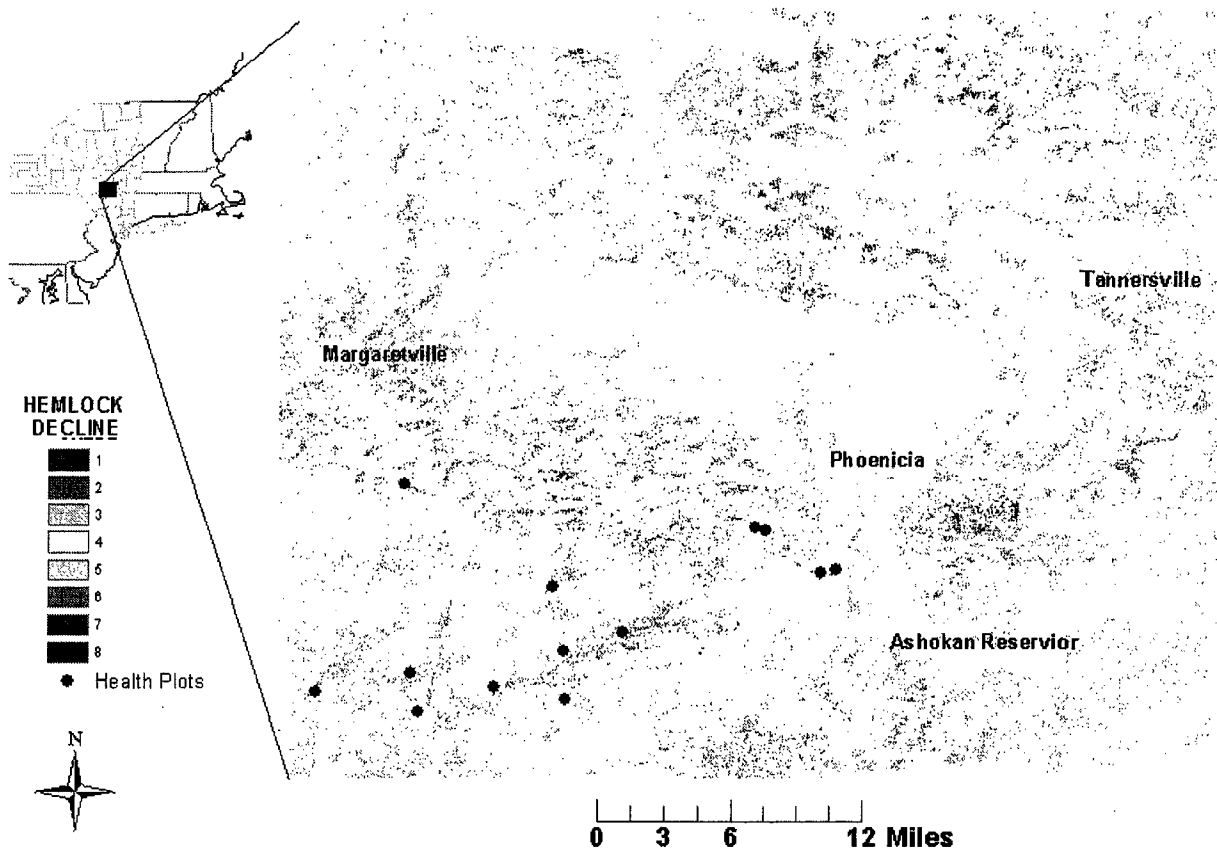 Tannersville
Margaretville
HEMLOCK
DECLINE
1
2
3
4
5
6
7
8
Health Plots
Phoenicia
Ashokan Reservior
N
0 3 6 12 Miles